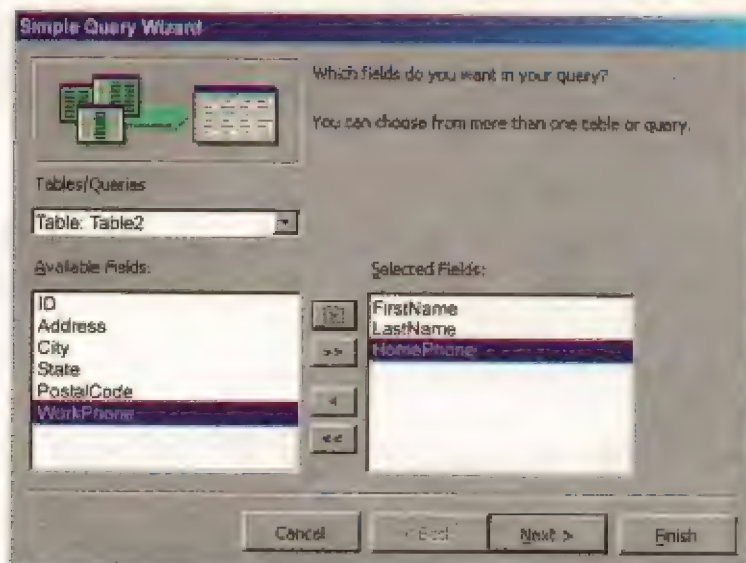 Simple Query Wizard
Which fields do you want in your query?
You can choose from more than one table or query.
Tables/Queries
Table: Table2
Available Fields:
ID
Address
City
State
PostalCode
WorkPhone
>
>>
<
<<
Selected Fields:
FirstName
LastName
HomePhone
Cancel
< Back
Next >
Finish